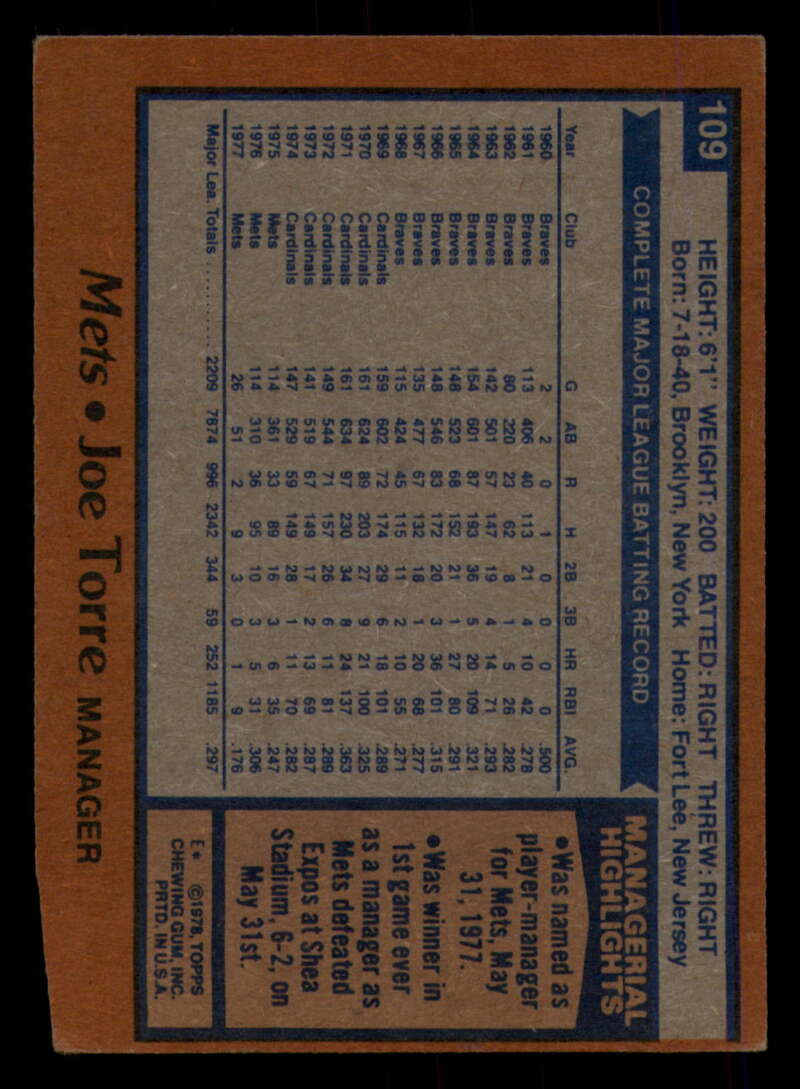 109
HEIGHT: 6'1" WEIGHT: 200 BATTED: RIGHT THREW: RIGHT
Born: 7-18-40, Brooklyn, New York Home: Fort Lee, New Jersey
COMPLETE MAJOR LEAGUE BATTING RECORD
Year Club G AB R H 2B 3B HR RBI AVG.
1960 Braves 2 2 0 1 0 0 0 0 .500
1961 Braves 113 406 40 113 21 4 10 42 .278
1962 Braves 80 220 23 62 8 1 5 26 .282
1963 Braves 142 501 57 147 19 4 14 71 .293
1964 Braves 154 601 87 193 36 5 20 109 .321
1965 Braves 148 523 68 152 21 1 27 80 .291
1966 Braves 148 546 83 172 20 3 36 101 .315
1967 Braves 135 477 67 132 18 1 20 68 .277
1968 Braves 115 424 45 115 11 2 10 55 .271
1969 Cardinals 159 602 72 174 29 6 18 101 .289
1970 Cardinals 161 624 89 203 27 9 21 100 .325
1971 Cardinals 161 634 97 230 34 8 24 137 .363
1972 Cardinals 149 544 71 157 26 6 11 81 .289
1973 Cardinals 141 519 67 149 17 2 13 69 .287
1974 Cardinals 147 529 59 149 28 1 11 70 .282
1975 Mets 114 361 33 89 16 3 6 35 .247
1976 Mets 114 310 36 95 10 3 5 31 .306
1977 Mets 26 51 2 9 3 0 1 9 .176
Major Lea. Totals ........... 2209 7874 996 2342 344 59 252 1185 .297
MANAGERIAL
HIGHLIGHTS
•Was named as
player-manager
for Mets, May
31, 1977.
•Was winner in
1st game ever
as a manager as
Mets defeated
Expos at Shea
Stadium, 6-2, on
May 31st.
E* ©1978, TOPPS
CHEWING GUM, INC.
PRTD. IN U.S.A.
Mets • Joe Torre MANAGER